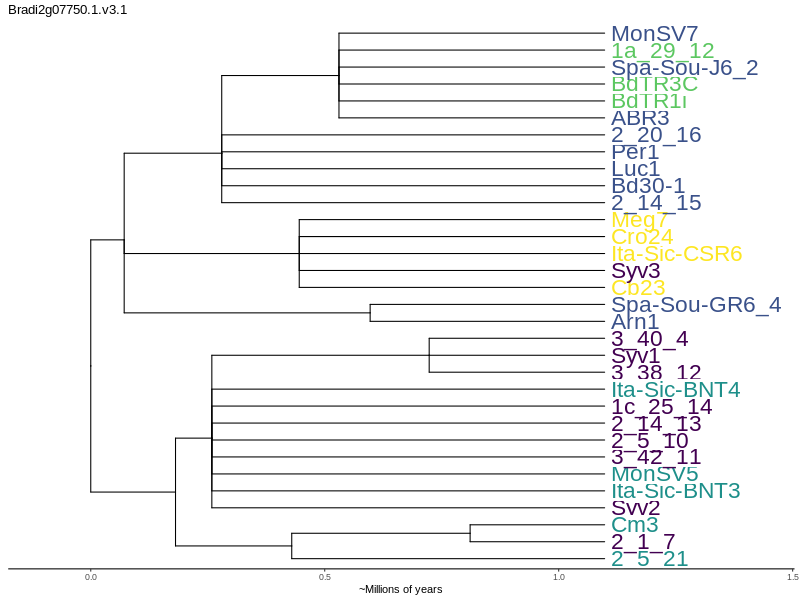 Bradi2g07750.1.v3.1
MonSV7
1a_29_12
Spa-Sou-J6_2
BdTR3C
BdTR1i
ABR3
2_20_16
Per1
Luc1
Bd30-1
2_14_15
Meg7
Cro24
Ita-Sic-CSR6
Syv3
Cb23
Spa-Sou-GR6_4
Arn1
3_40_4
Syv1
3_38_12
Ita-Sic-BNT4
1c_25_14
2_14_13
2_5_10
3_42_11
MonSV5
Ita-Sic-BNT3
Syv2
Cm3
2_1_7
2_5_21
0.0 0.5 1.0 1.5
~Millions of years